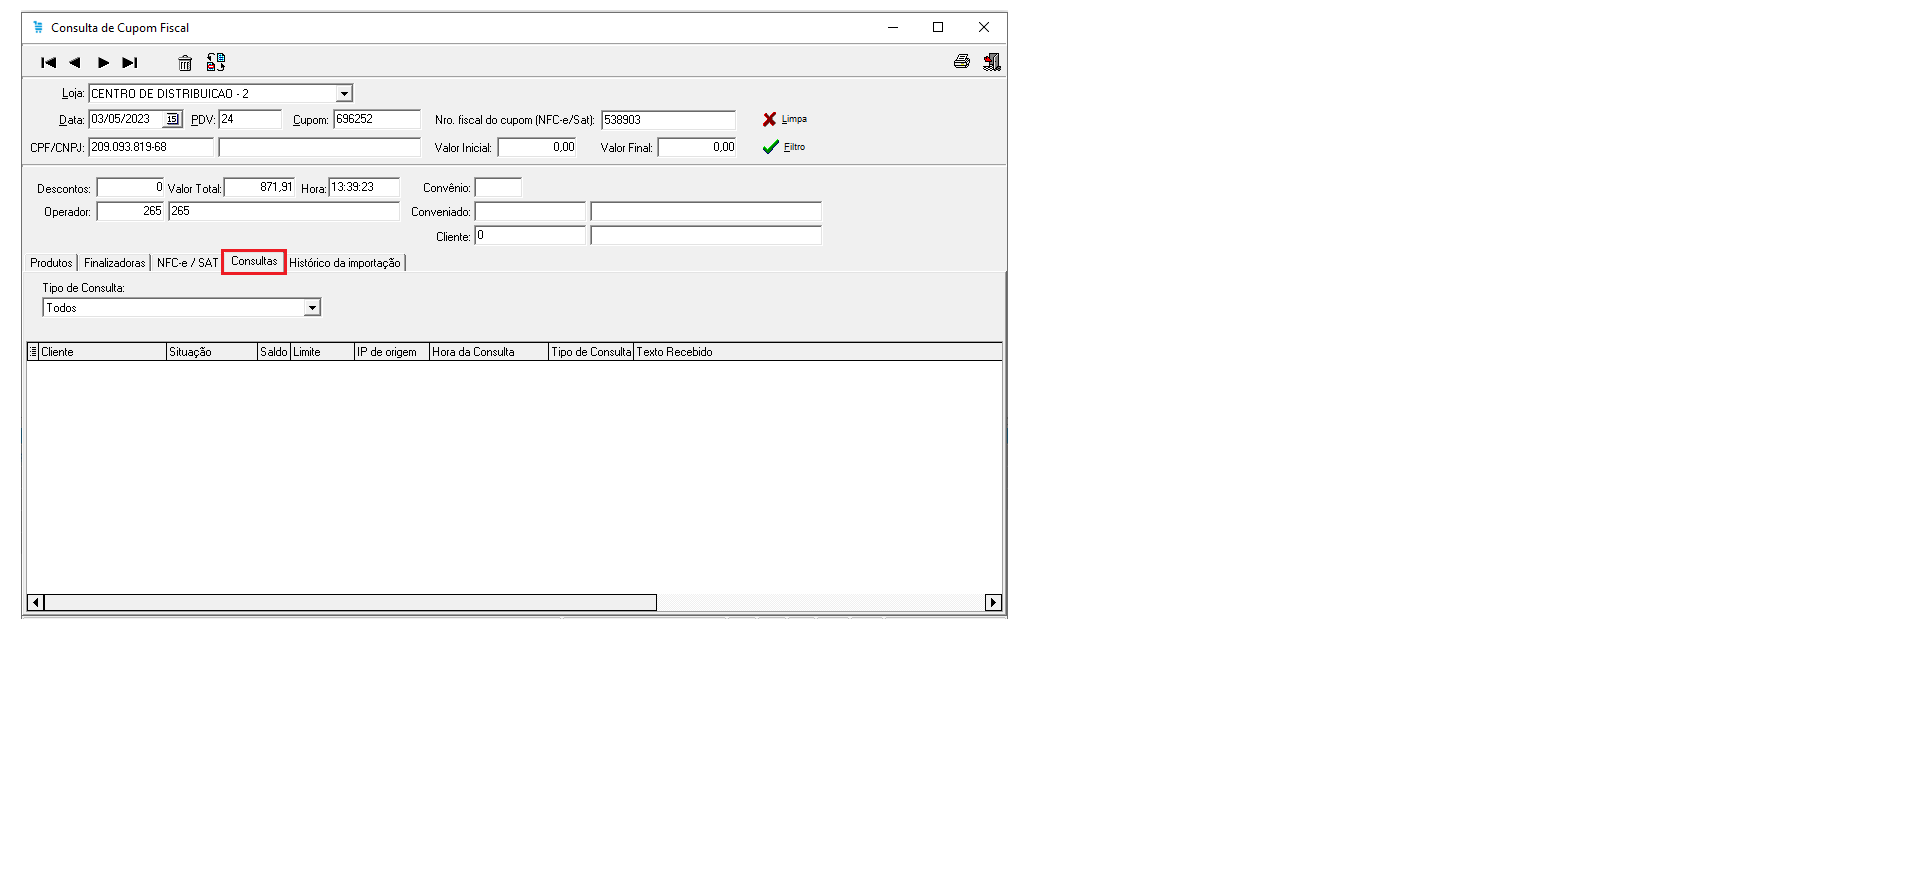 Consulta de Cupom Fiscal
Loja: CENTRO DE DISTRIBUICAO - 2
Data: 03/05/2023 15 PDV: 24 Cupom: 696252 Nro. fiscal do cupom (NFC-e/Sat): 538903 Limpa
CPF/CNPJ: 209.093.819-68 Valor Inicial: 0,00 Valor Final: 0,00 Filtro
Descontos: 0 Valor Total: 871,91 Hora: 13:39:23 Convênio:
Operador: 265 265 Conveniado:
Cliente: 0
Produtos Finalizadoras NFC-e / SAT Consultas Histórico da importação
Tipo de Consulta:
Todos
Cliente Situação Saldo Limite IP de origem Hora da Consulta Tipo de Consulta Texto Recebido